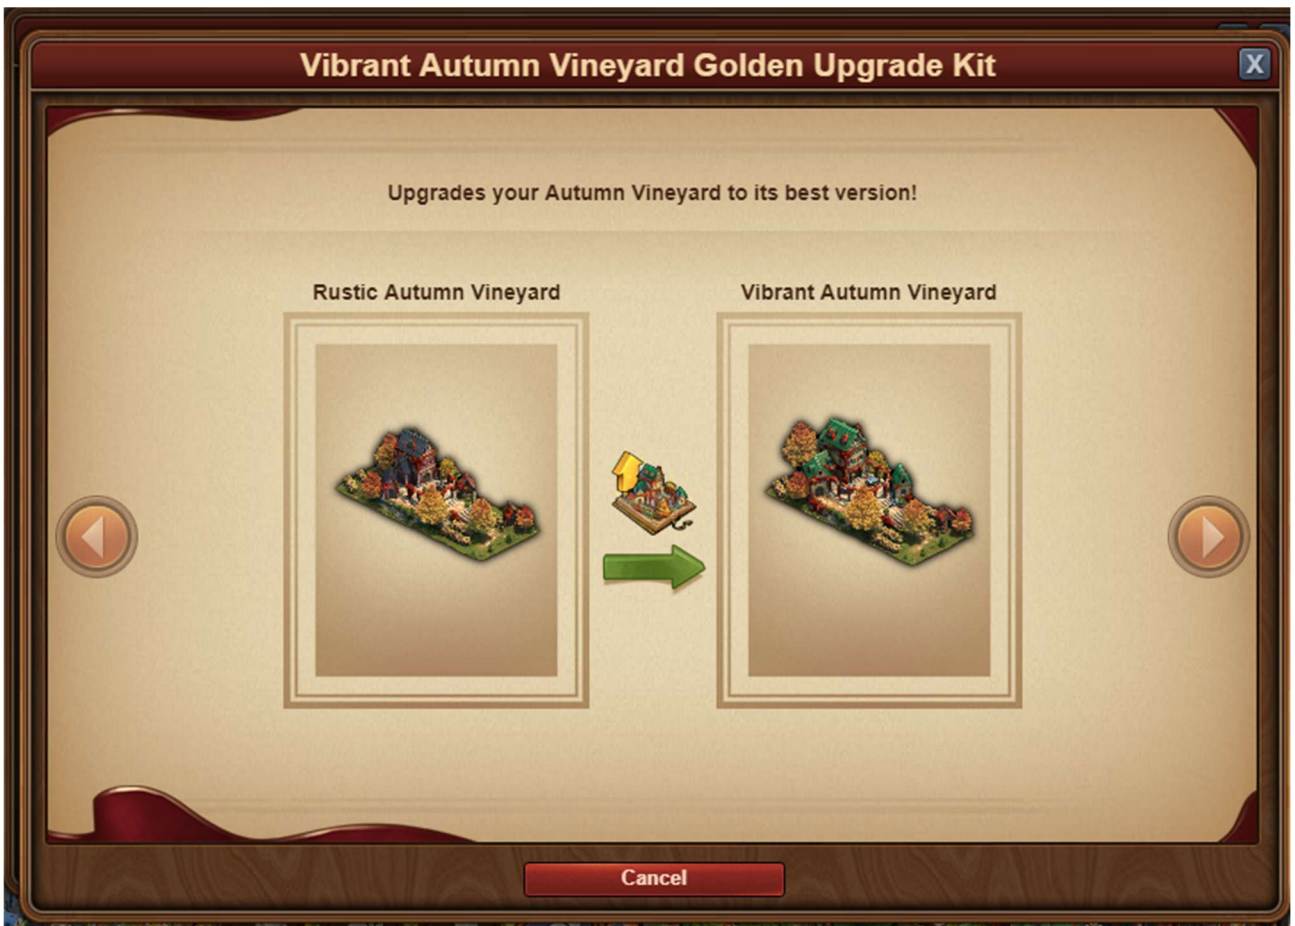 Vibrant Autumn Vineyard Golden Upgrade Kit
X
Upgrades your Autumn Vineyard to its best version!
Rustic Autumn Vineyard
Vibrant Autumn Vineyard
Cancel